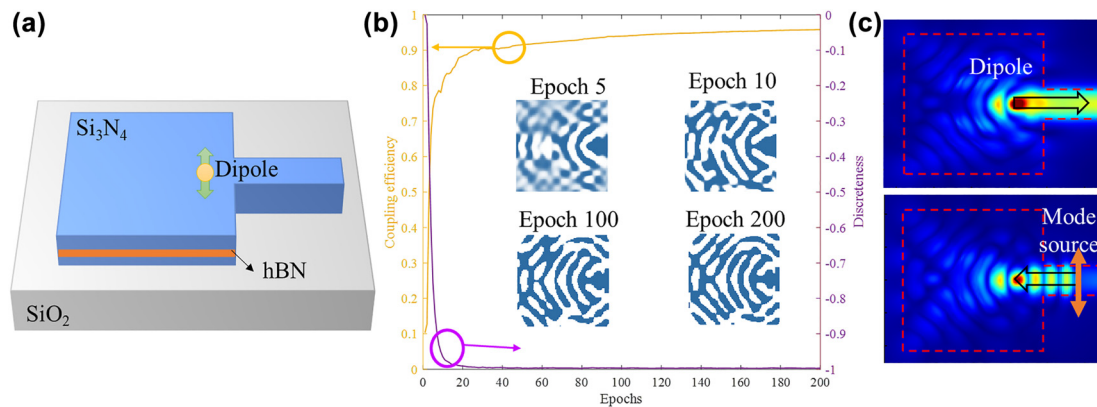 (a)
Si3N4
Dipole
hBN
SiO2
(b)
Coupling efficiency
1
0.9
0.8
0.7
0.6
0.5
0.4
0.3
0.2
0.1
0
Epoch 5
Epoch 10
Epoch 100
Epoch 200
0
-0.1
-0.2
-0.3
-0.4
-0.5
-0.6
-0.7
-0.8
-0.9
-1
Discreteness
0 20 40 60 80 100 120 140 160 180 200
Epochs
(c)
Dipole
Mode
source